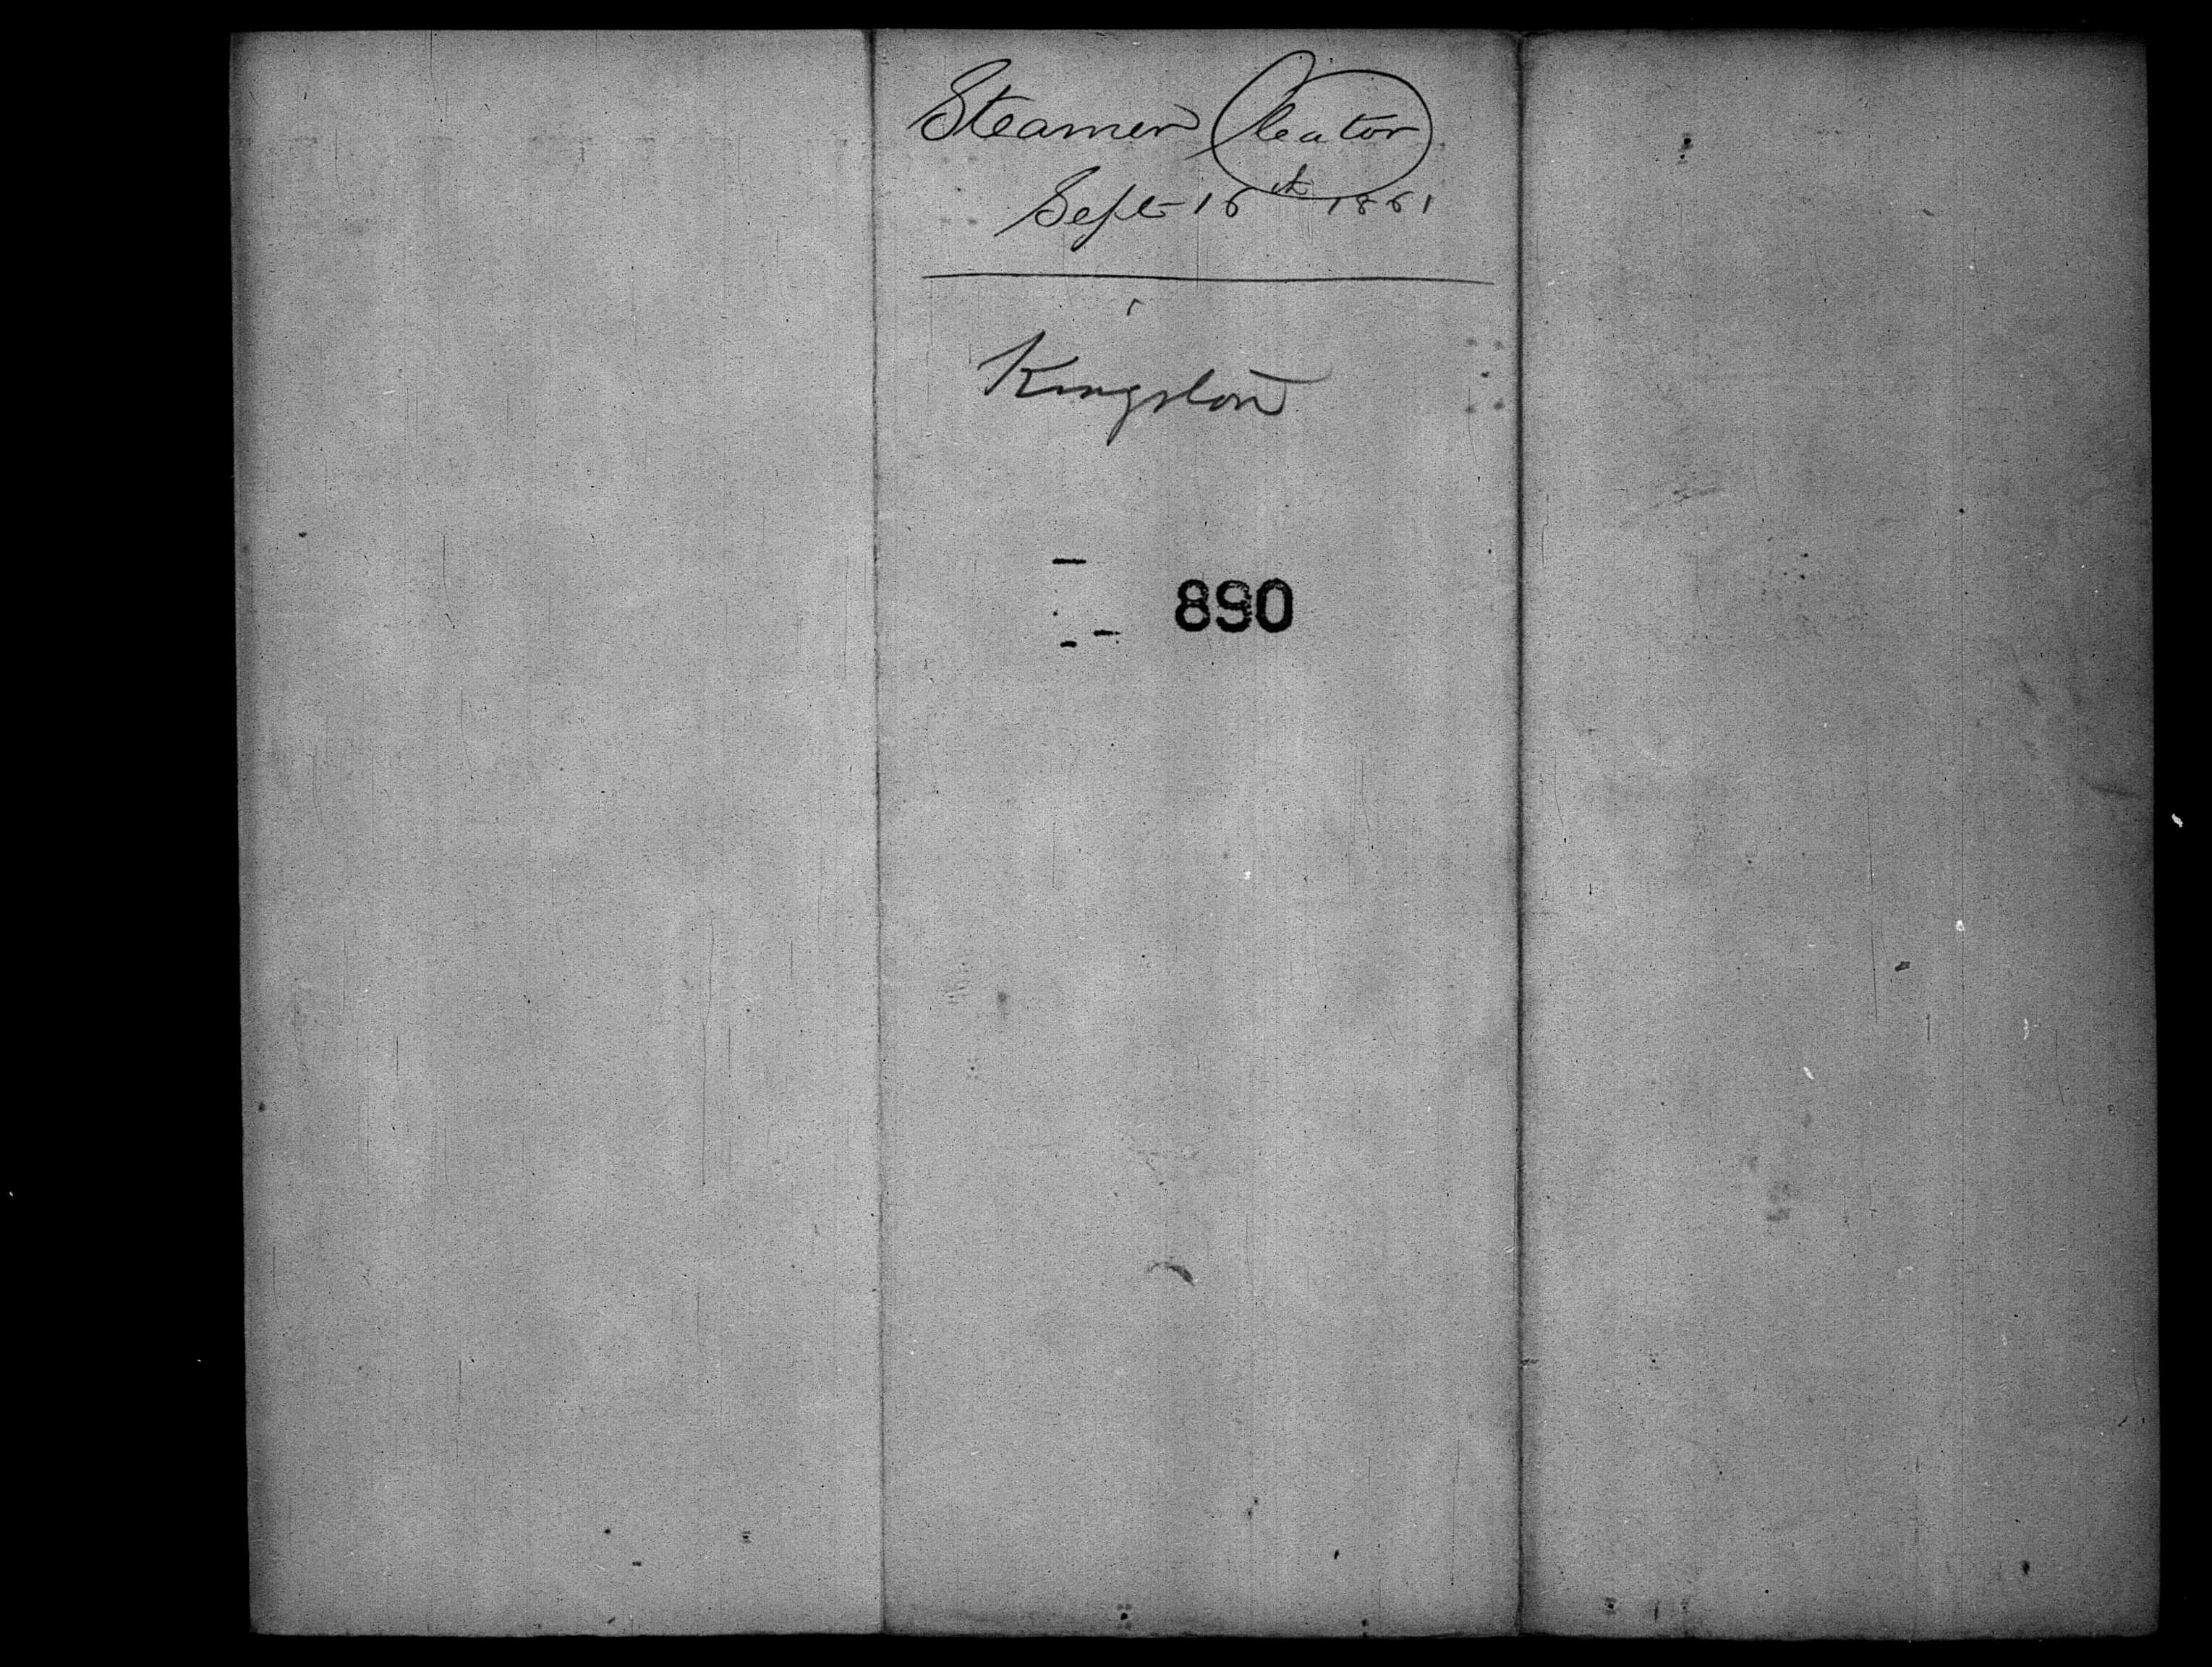 Steamer Cleator
Sept 16th 1861
Kingston
890